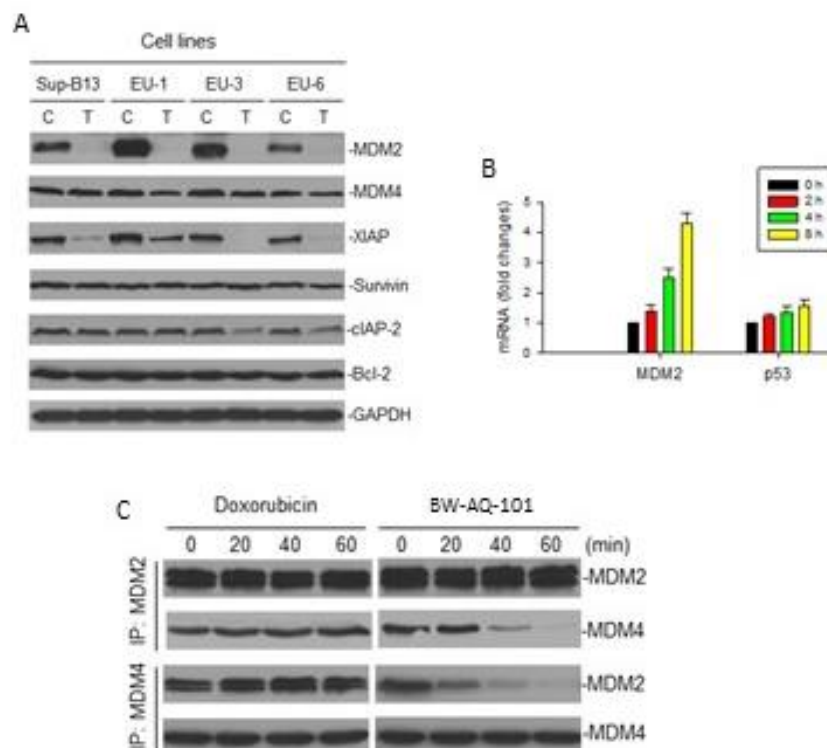 A
Cell lines
Sup-B13 EU-1 EU-3 EU-6
C T C T C T C T
-MDM2
-MDM4
-XIAP
-Survivin
-cIAP-2
-Bcl-2
-GAPDH
B
0 h
2 h
4 h
8 h
mRNA (fold changes)
5
4
3
2
1
0
MDM2 p53
C
Doxorubicin BW-AQ-101
0 20 40 60 0 20 40 60 (min)
IP: MDM2
-MDM2
-MDM4
IP: MDM4
-MDM2
-MDM4